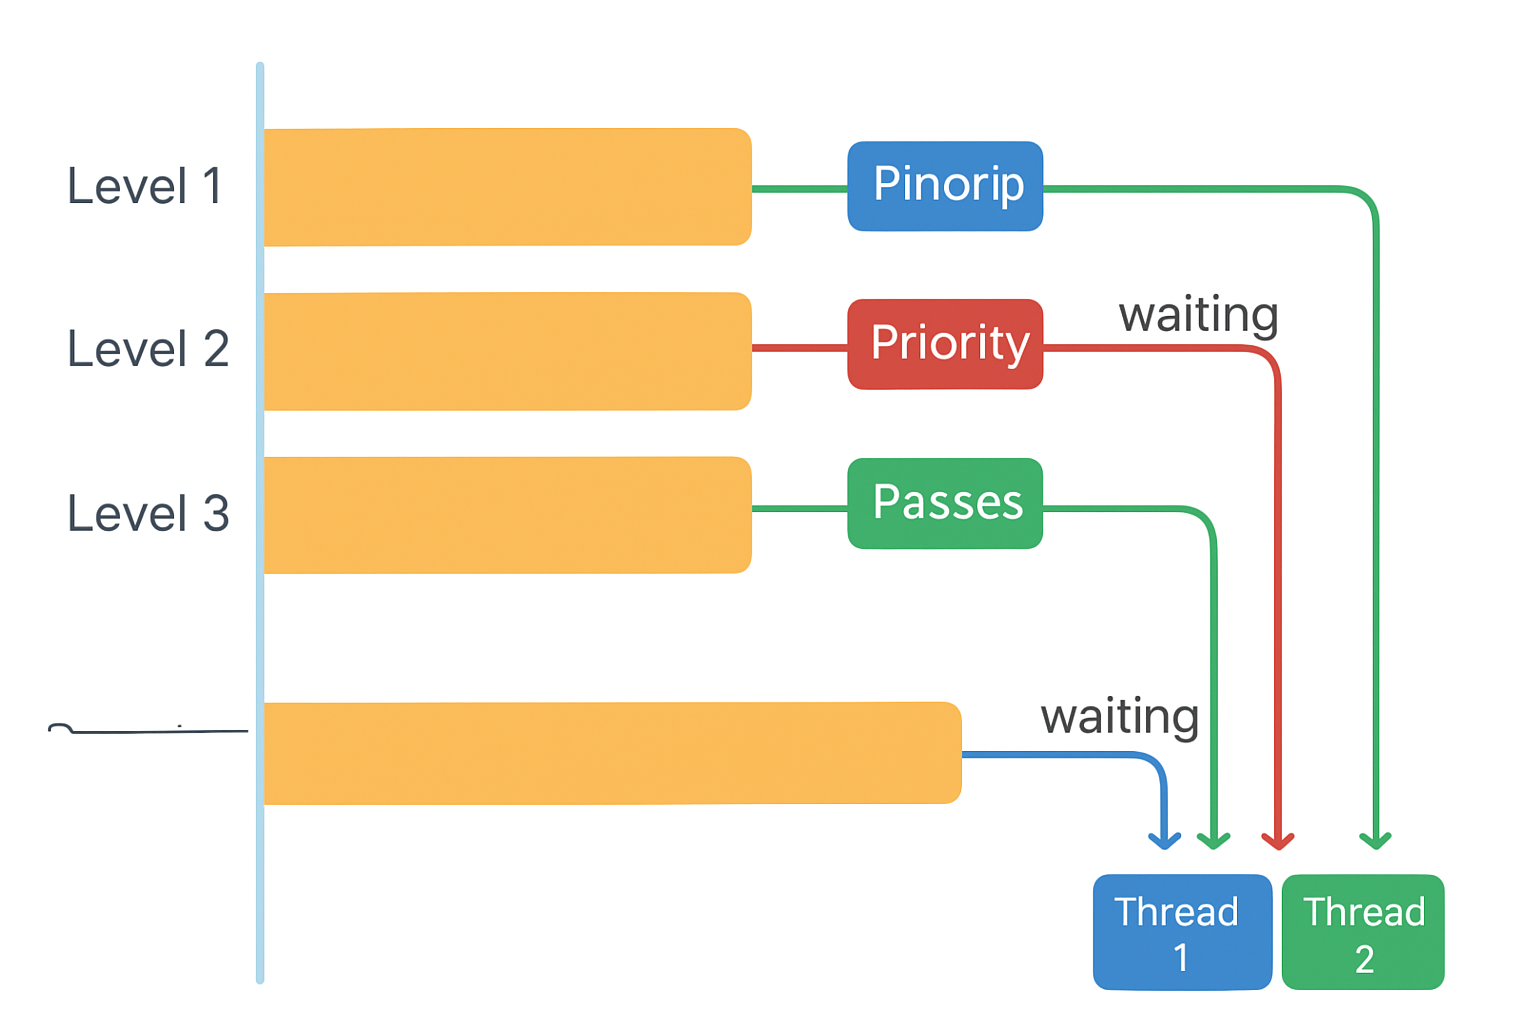 Level 1
Pinorip
Level 2
Priority
waiting
Level 3
Passes
waiting
Thread
1
Thread
2